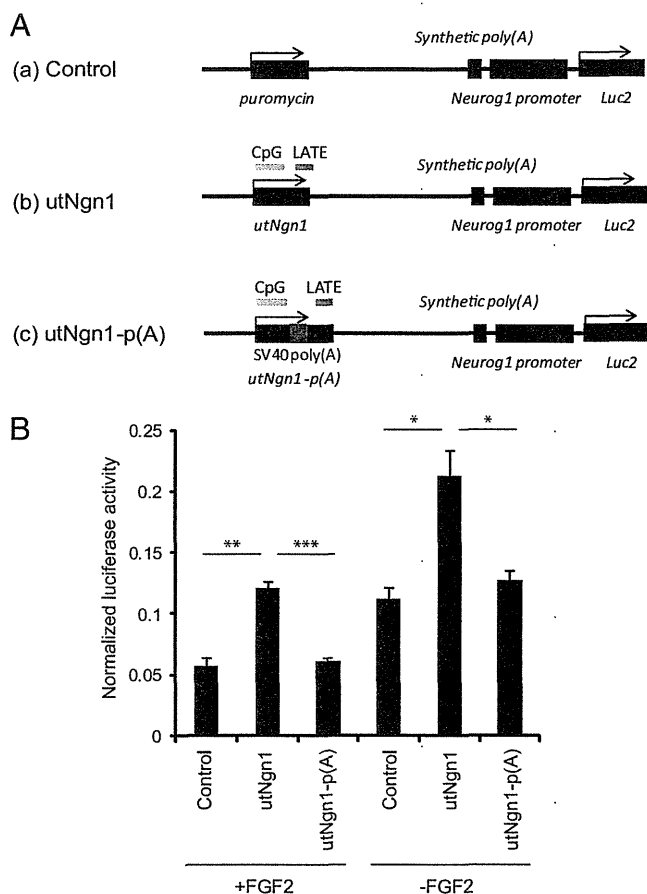 A
Synthetic poly(A)
(a) Control
puromycin
Neurog1 promoter
Luc2
CpG LATE
Synthetic poly(A)
(b) utNgn1
utNgn1
Neurog1 promoter
Luc2
CpG LATE
Synthetic poly(A)
(c) utNgn1-p(A)
SV40 poly(A)
utNgn1-p(A)
Neurog1 promoter
Luc2
B
Normalized luciferase activity
0.25
0.2
0.15
0.1
0.05
0
**
***
*
*
Control
utNgn1
utNgn1-p(A)
Control
utNgn1
utNgn1-p(A)
+FGF2
-FGF2